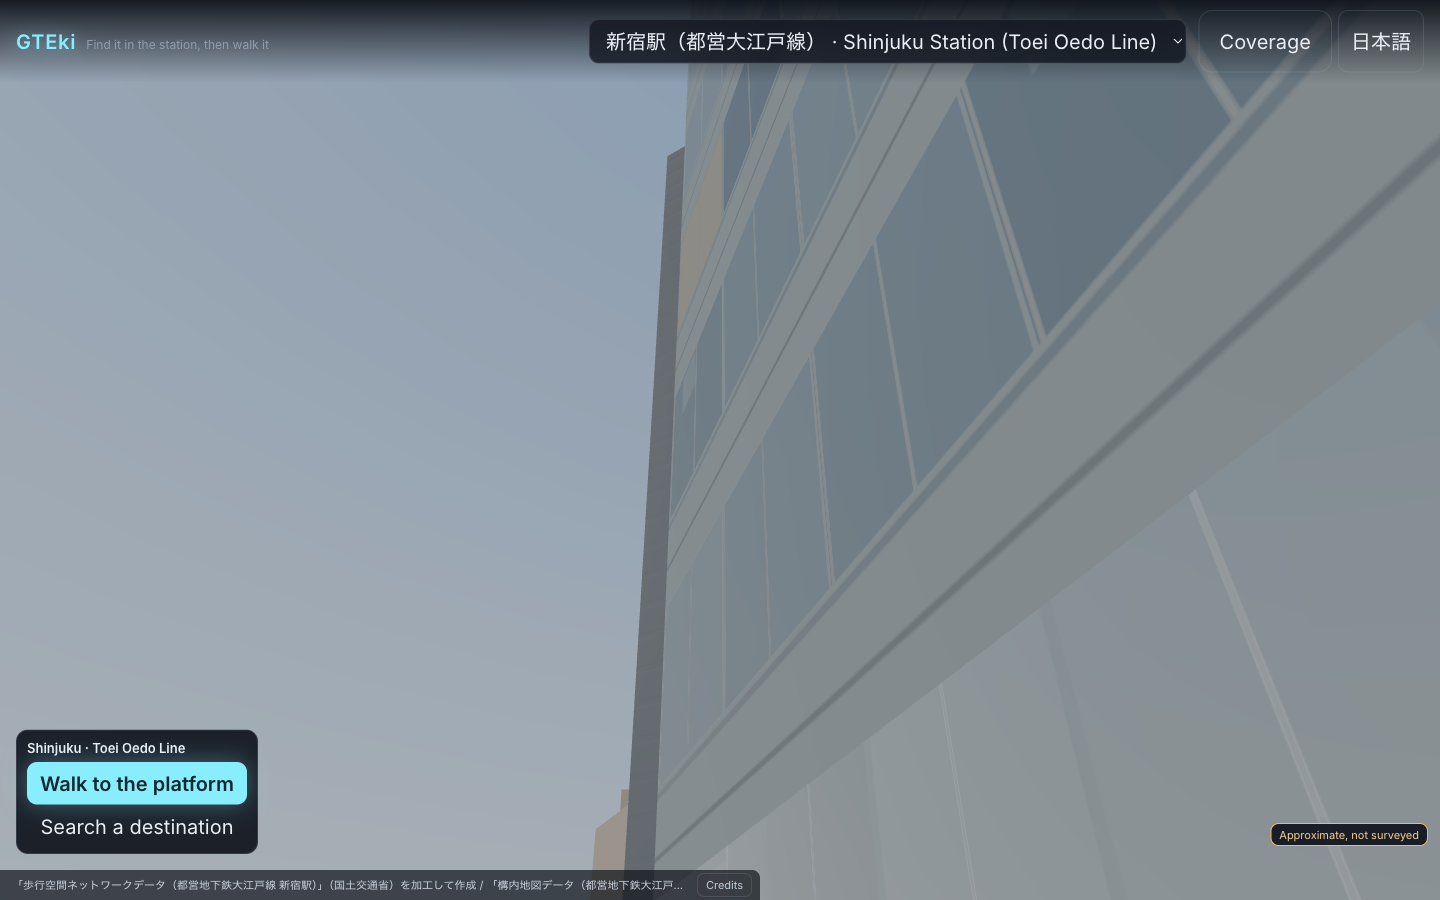 GTEki Find it in the station, then walk it
新宿駅（都営大江戸線） · Shinjuku Station (Toei Oedo Line)
Coverage
日本語
Shinjuku · Toei Oedo Line
Walk to the platform
Search a destination
Approximate, not surveyed
「歩行空間ネットワークデータ（都営地下鉄大江戸線 新宿駅）」（国土交通省）を加工して作成 / 「構内地図データ（都営地下鉄大江戸...
Credits